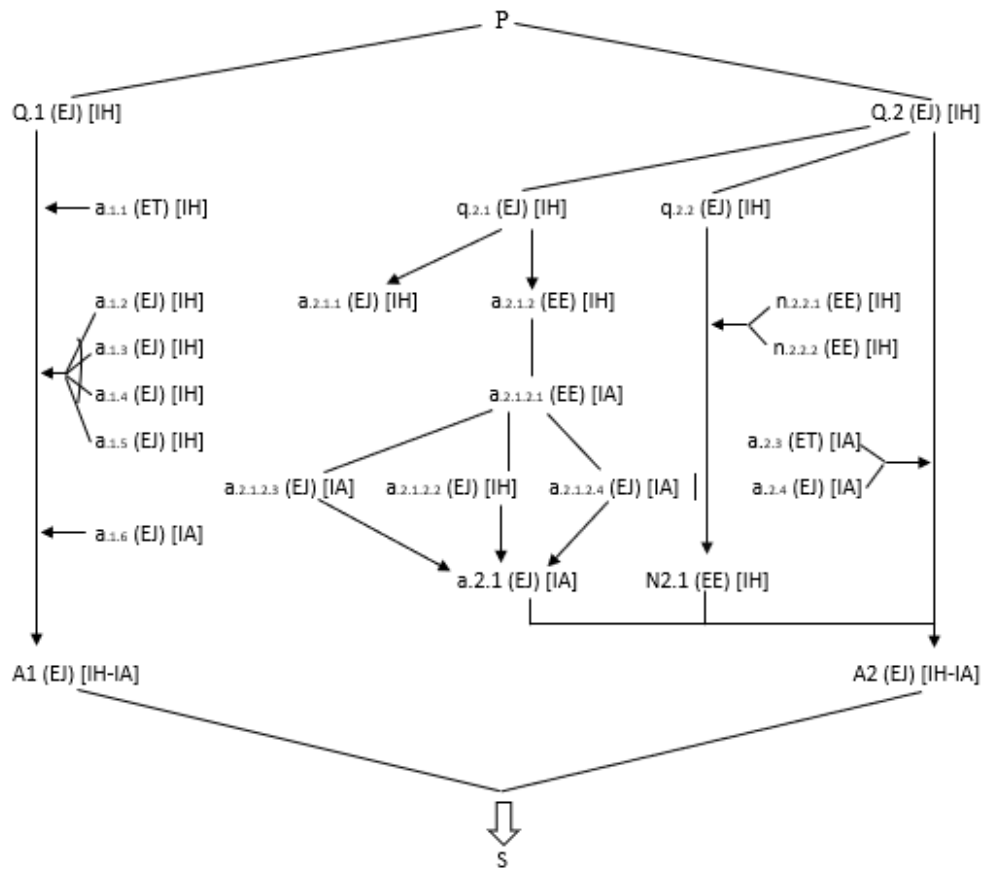 P
Q.1 (EJ) [IH]
Q.2 (EJ) [IH]
a.1.1 (ET) [IH]
q.2.1 (EJ) [IH]
q.2.2 (EJ) [IH]
a.1.2 (EJ) [IH]
a.2.1.1 (EJ) [IH]
a.2.1.2 (EE) [IH]
n.2.2.1 (EE) [IH]
a.1.3 (EJ) [IH]
n.2.2.2 (EE) [IH]
a.1.4 (EJ) [IH]
a.2.1.2.1 (EE) [IA]
a.1.5 (EJ) [IH]
a.2.3 (ET) [IA]
a.2.1.2.3 (EJ) [IA]
a.2.1.2.2 (EJ) [IH]
a.2.1.2.4 (EJ) [IA]
a.2.4 (EJ) [IA]
a.1.6 (EJ) [IA]
a.2.1 (EJ) [IA]
N2.1 (EE) [IH]
A1 (EJ) [IH-IA]
A2 (EJ) [IH-IA]
S